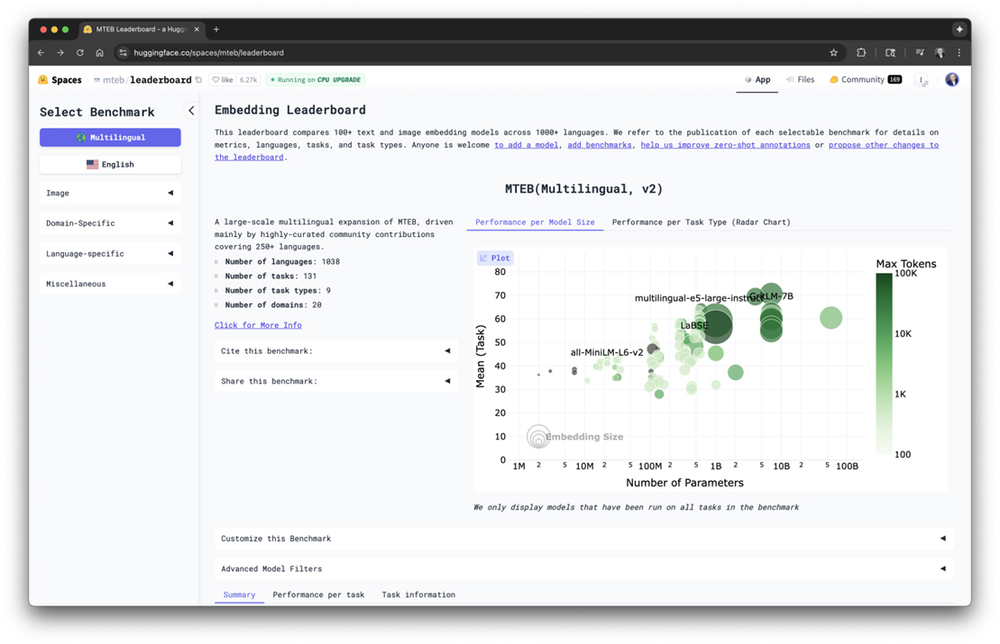 MTEB Leaderboard - a Huggi
huggingface.co/spaces/mteb/leaderboard
Spaces
mteb/leaderboard
like 6.27k
Running on CPU UPGRADE
App
Files
Community 169
Select Benchmark
Multilingual
English
Image
Domain-Specific
Language-specific
Miscellaneous
Embedding Leaderboard
This leaderboard compares 100+ text and image embedding models across 1000+ languages. We refer to the publication of each selectable benchmark for details on
metrics, languages, tasks, and task types. Anyone is welcome to add a model, add benchmarks, help us improve zero-shot annotations or propose other changes to
the leaderboard.
MTEB(Multilingual, v2)
A large-scale multilingual expansion of MTEB, driven
mainly by highly-curated community contributions
covering 250+ languages.
Number of languages: 1038
Number of tasks: 131
Number of task types: 9
Number of domains: 20
Click for More Info
Cite this benchmark:
Share this benchmark:
Performance per Model Size
Performance per Task Type (Radar Chart)
Plot
Max Tokens
100K
10K
1K
100
Mean (Task)
80
70
60
50
40
30
20
10
0
multilingual-e5-large-instruct
GritLM-7B
LaBSE
all-MiniLM-L6-v2
Embedding Size
1M 2 5 10M 2 5 100M 2 5 1B 2 5 10B 2 5 100B
Number of Parameters
We only display models that have been run on all tasks in the benchmark
Customize this Benchmark
Advanced Model Filters
Summary
Performance per task
Task information